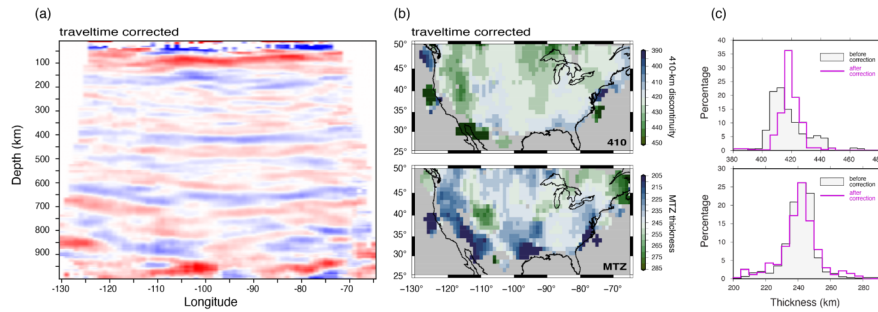 (a)
traveltime corrected
Depth (km)
100
200
300
400
500
600
700
800
900
-130 -120 -110 -100 -90 -80 -70
Longitude
(b)
traveltime corrected
50°
45°
40°
35°
30°
25°
410
390
400
410
420
430
440
450
410-km discontinuity
50°
45°
40°
35°
30°
25°
MTZ
205
215
225
235
245
255
265
275
285
MTZ thickness
-130 -120 -110 -100 -90 -80 -70
(c)
40
35
30
25
20
15
10
5
0
Percentage
before
correction
after
correction
380 400 420 440 460 48
30
25
20
15
10
5
0
Percentage
before
correction
after
correction
200 220 240 260 280
Thickness (km)